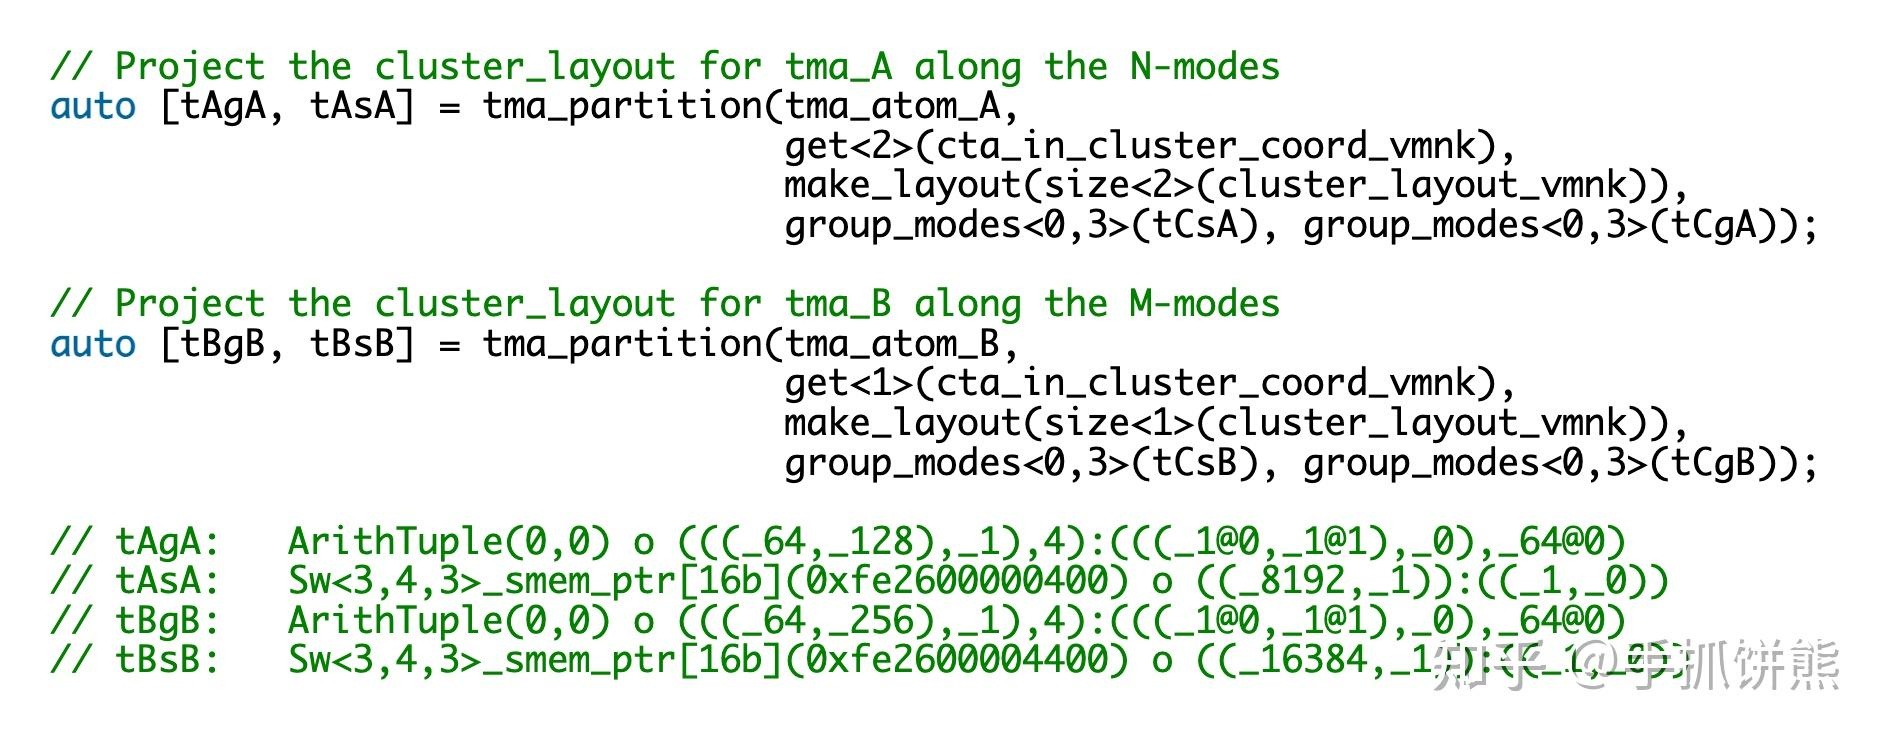 // Project the cluster_layout for tma_A along the N-modes
auto [tAgA, tAsA] = tma_partition(tma_atom_A,
get<2>(cta_in_cluster_coord_vmnk),
make_layout(size<2>(cluster_layout_vmnk)),
group_modes<0,3>(tCsA), group_modes<0,3>(tCgA));
// Project the cluster_layout for tma_B along the M-modes
auto [tBgB, tBsB] = tma_partition(tma_atom_B,
get<1>(cta_in_cluster_coord_vmnk),
make_layout(size<1>(cluster_layout_vmnk)),
group_modes<0,3>(tCsB), group_modes<0,3>(tCgB));
// tAgA:   ArithTuple(0,0) o (((_64,_128),_1),4):(((_1@0,_1@1),_0),_64@0)
// tAsA:   Sw<3,4,3>_smem_ptr[16b](0xfe2600000400) o ((_8192,_1)):((_1,_0))
// tBgB:   ArithTuple(0,0) o (((_64,_256),_1),4):(((_1@0,_1@1),_0),_64@0)
// tBsB:   Sw<3,4,3>_smem_ptr[16b](0xfe2600004400) o ((_16384,_1)):((_1,_0))
知乎 @手抓饼熊